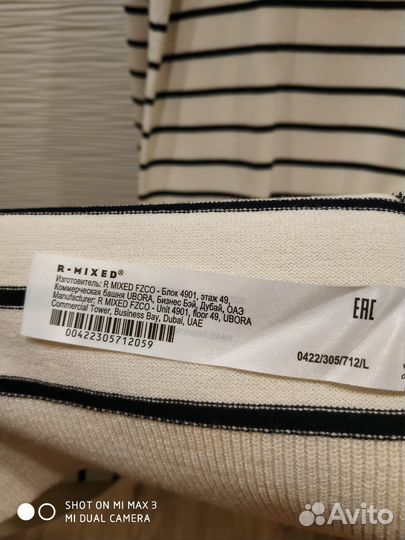 R-MIXED®
Изготовитель: R MIXED FZCO - Блок 4901, этаж 49,
Коммерческая башня UBORA, Бизнес Бэй, Дубай, ОАЭ
Manufacturer: R MIXED FZCO - Unit 4901, floor 49, UBORA
Commercial Tower, Business Bay, Dubai, UAE
00422305712059
EAC
0422/305/712/L
SHOT ON MI MAX 3
MI DUAL CAMERA
Avito